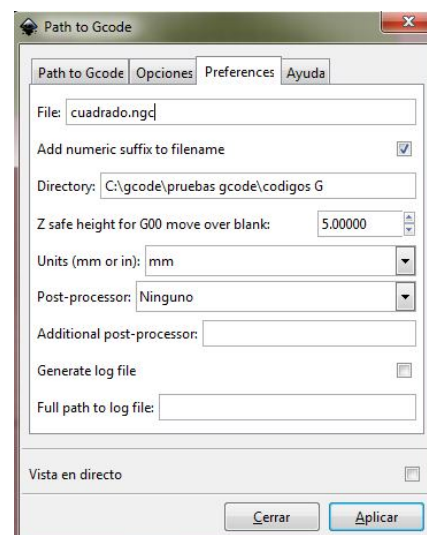 Path to Gcode
Path to Gcode Opciones Preferences Ayuda
File: cuadrado.ngc
Add numeric suffix to filename
Directory: C:\gcode\pruebas gcode\codigos G
Z safe height for G00 move over blank: 5.00000
Units (mm or in): mm
Post-processor: Ninguno
Additional post-processor:
Generate log file
Full path to log file:
Vista en directo
Cerrar Aplicar